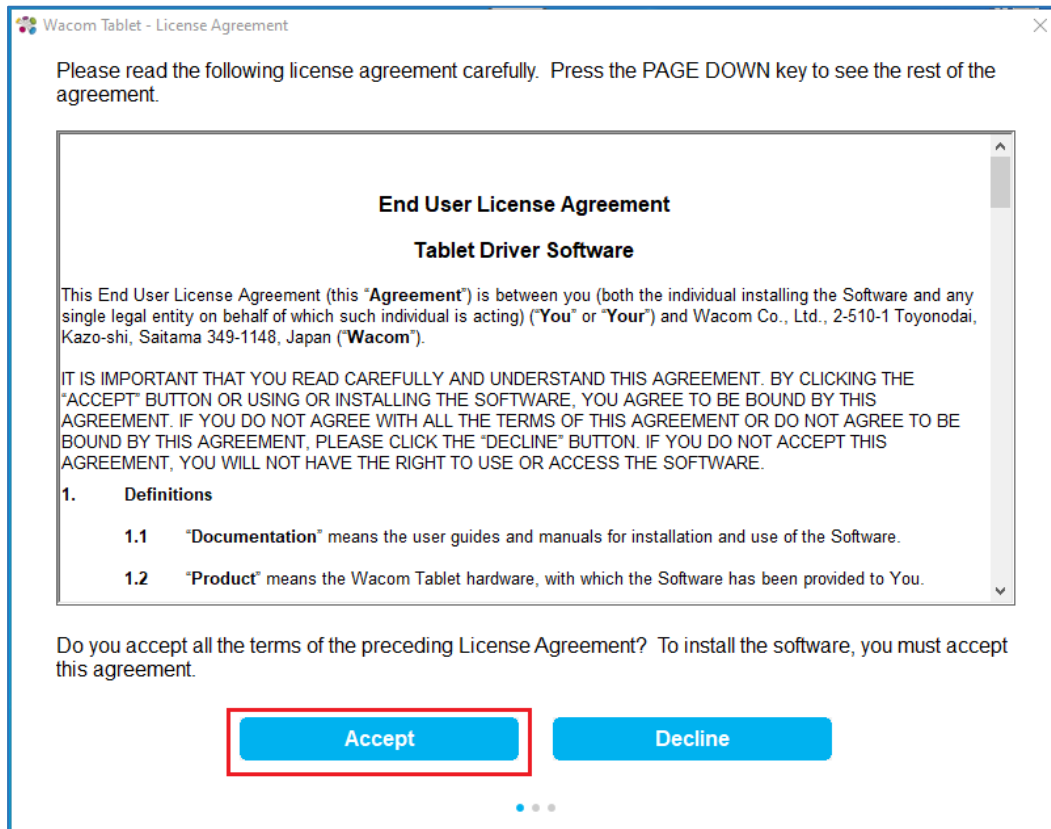 Wacom Tablet - License Agreement
Please read the following license agreement carefully.  Press the PAGE DOWN key to see the rest of the
agreement.
End User License Agreement
Tablet Driver Software
This End User License Agreement (this “Agreement”) is between you (both the individual installing the Software and any
single legal entity on behalf of which such individual is acting) (“You” or “Your”) and Wacom Co., Ltd., 2-510-1 Toyonodai,
Kazo-shi, Saitama 349-1148, Japan (“Wacom”).
IT IS IMPORTANT THAT YOU READ CAREFULLY AND UNDERSTAND THIS AGREEMENT. BY CLICKING THE
“ACCEPT” BUTTON OR USING OR INSTALLING THE SOFTWARE, YOU AGREE TO BE BOUND BY THIS
AGREEMENT. IF YOU DO NOT AGREE WITH ALL THE TERMS OF THIS AGREEMENT OR DO NOT AGREE TO BE
BOUND BY THIS AGREEMENT, PLEASE CLICK THE “DECLINE” BUTTON. IF YOU DO NOT ACCEPT THIS
AGREEMENT, YOU WILL NOT HAVE THE RIGHT TO USE OR ACCESS THE SOFTWARE.
1. Definitions
1.1 “Documentation” means the user guides and manuals for installation and use of the Software.
1.2 “Product” means the Wacom Tablet hardware, with which the Software has been provided to You.
Do you accept all the terms of the preceding License Agreement?  To install the software, you must accept
this agreement.
Accept Decline